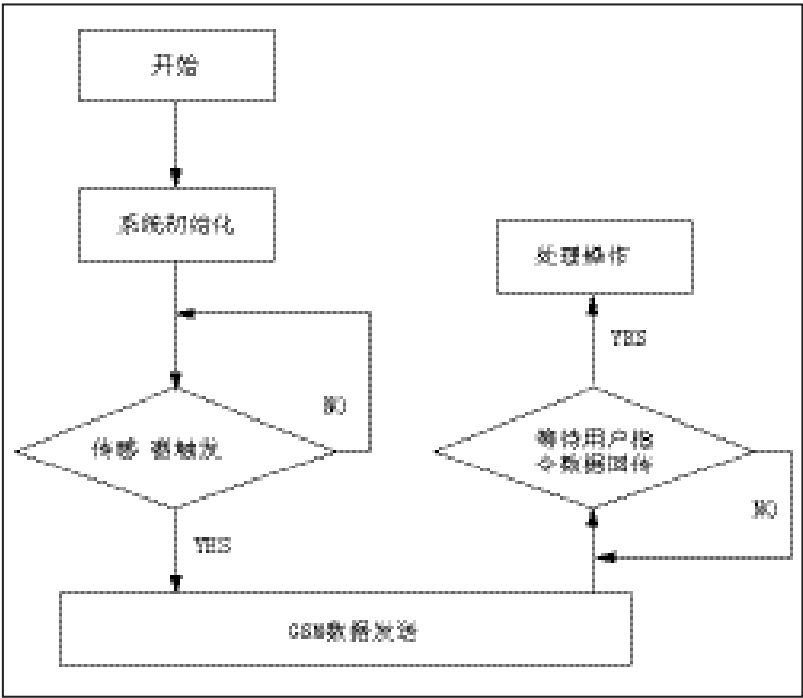 开始
系统初始化
NO
传感 器触发
YES
GSM数据发送
等待用户指
令数据回传
NO
YES
处理操作